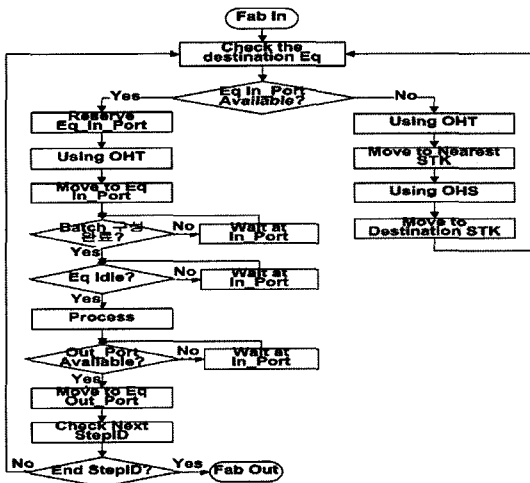 Fab In
Check the
destination Eq
Eq In_Port
Available?
Yes
No
Reserve
Eq_In_Port
Using OHT
Move to Eq
In_Port
Batch 구성
완료?
No
Wait at
In_Port
Yes
Eq Idle?
No
Wait at
In_Port
Yes
Process
Out_Port
Available?
No
Wait at
In_Port
Yes
Move to Eq
Out_Port
Check Next
StepID
End StepID?
No
Yes
Fab Out
Using OHT
Move to Nearest
STK
Using OHS
Move to
Destination STK